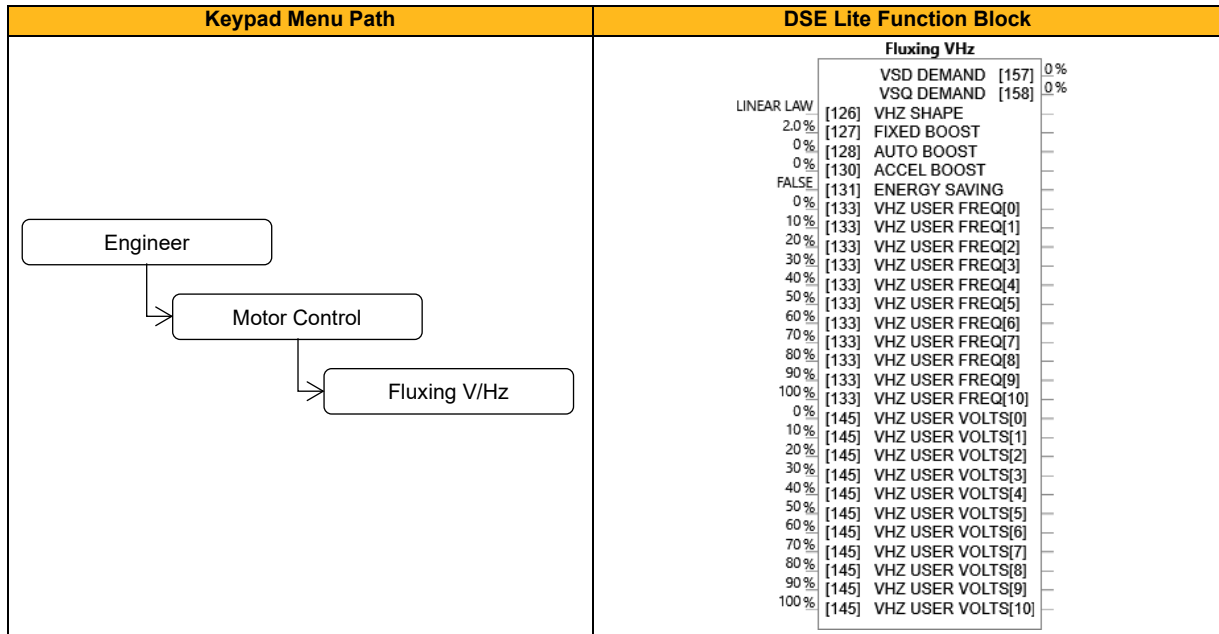 Keypad Menu Path
DSE Lite Function Block
Engineer
Motor Control
Fluxing V/Hz
Fluxing VHz
VSD DEMAND [157] 0 %
VSQ DEMAND [158] 0 %
LINEAR LAW [126] VHZ SHAPE
2.0 % [127] FIXED BOOST
0 % [128] AUTO BOOST
0 % [130] ACCEL BOOST
FALSE [131] ENERGY SAVING
0 % [133] VHZ USER FREQ[0]
10 % [133] VHZ USER FREQ[1]
20 % [133] VHZ USER FREQ[2]
30 % [133] VHZ USER FREQ[3]
40 % [133] VHZ USER FREQ[4]
50 % [133] VHZ USER FREQ[5]
60 % [133] VHZ USER FREQ[6]
70 % [133] VHZ USER FREQ[7]
80 % [133] VHZ USER FREQ[8]
90 % [133] VHZ USER FREQ[9]
100 % [133] VHZ USER FREQ[10]
0 % [145] VHZ USER VOLTS[0]
10 % [145] VHZ USER VOLTS[1]
20 % [145] VHZ USER VOLTS[2]
30 % [145] VHZ USER VOLTS[3]
40 % [145] VHZ USER VOLTS[4]
50 % [145] VHZ USER VOLTS[5]
60 % [145] VHZ USER VOLTS[6]
70 % [145] VHZ USER VOLTS[7]
80 % [145] VHZ USER VOLTS[8]
90 % [145] VHZ USER VOLTS[9]
100 % [145] VHZ USER VOLTS[10]